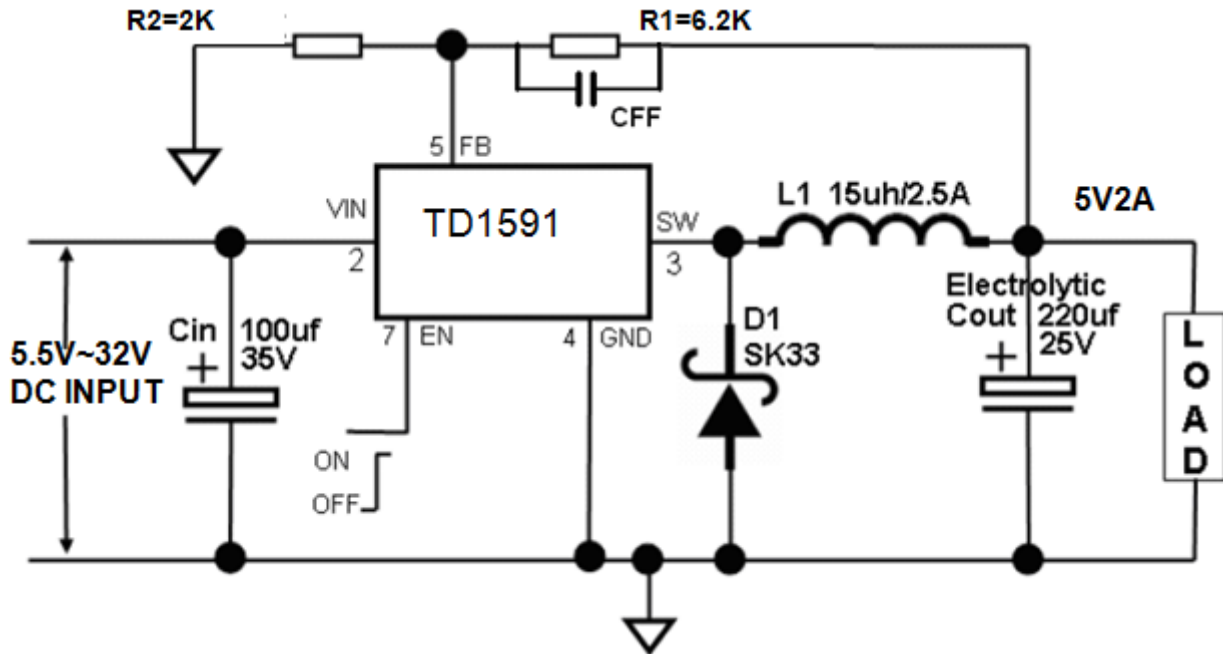 R2=2K
R1=6.2K
CFF
5 FB
VIN
TD1591
SW
2
3
L1 15uh/2.5A
5V2A
7 EN
4 GND
Cin 100uf
35V
+
5.5V~32V
DC INPUT
D1
SK33
Electrolytic
Cout 220uf
25V
+
L
O
A
D
ON
OFF